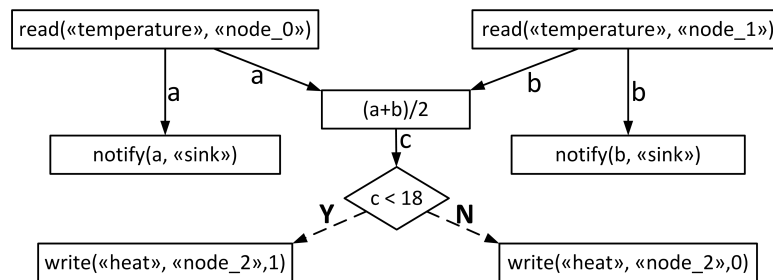 read(«temperature», «node_0»)
read(«temperature», «node_1»)
a
a
b
b
(a+b)/2
notify(a, «sink»)
c
notify(b, «sink»)
c < 18
Y
N
write(«heat», «node_2»,1)
write(«heat», «node_2»,0)